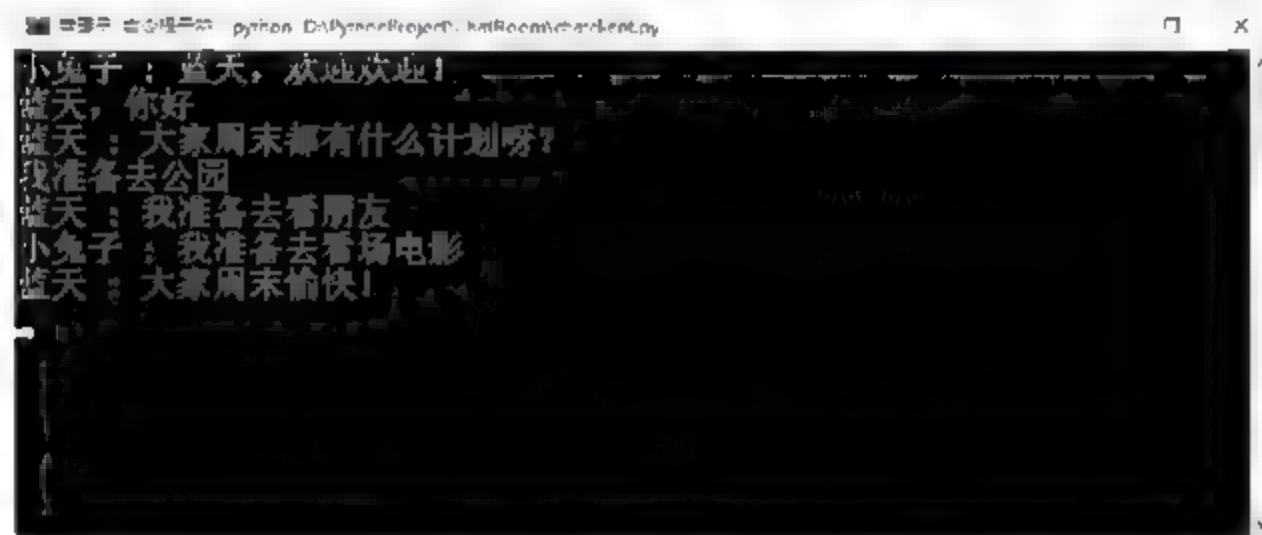 python
小兔子 : 蓝天，欢迎欢迎!
蓝天，你好
蓝天 : 大家周末都有什么计划呀?
我准备去公园
蓝天 : 我准备去看朋友
小兔子 : 我准备去看场电影
蓝天 : 大家周末愉快!